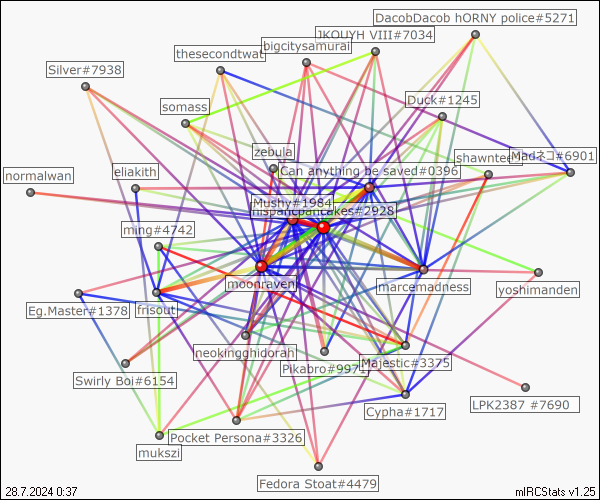 DacobDacob hORNY police#5271
JKOUYH VIII#7034
bigcitysamurai
thesecondtwat
Silver#7938
Duck#1245
somass
zebula
shawntee
Madネコ#6901
Can anything be saved#0396
normalwan
eliakith
Mushy#1984
hispanicpancakes#2928
ming#4742
moonraven
marcemadness
yoshimanden
Eg.Master#1378
frisout
neokingghidorah
Pikabro#9971
Majestic#3375
Swirly Boi#6154
Cypha#1717
LPK2387 #7690
Pocket Persona#3326
mukszi
Fedora Stoat#4479
28.7.2024 0:37
mIRCStats v1.25